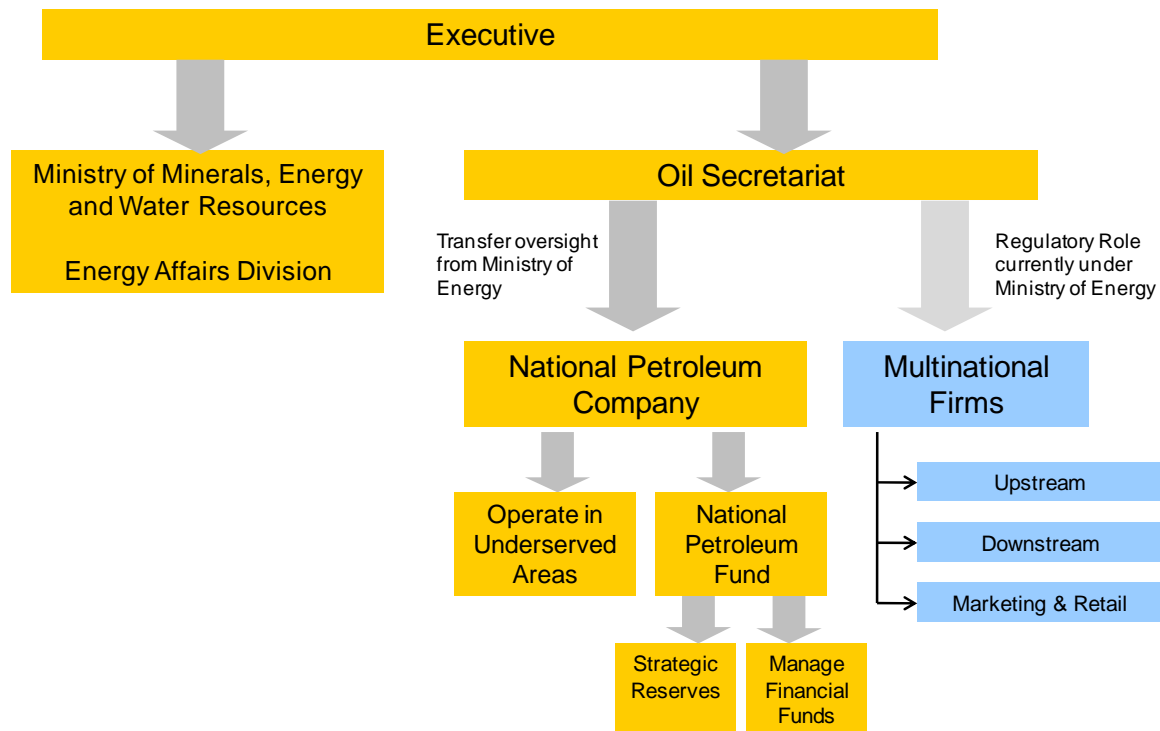 Executive
Ministry of Minerals, Energy
and Water Resources
Energy Affairs Division
Oil Secretariat
Transfer oversight
from Ministry of
Energy
Regulatory Role
currently under
Ministry of Energy
National Petroleum
Company
Multinational
Firms
Operate in
Underserved
Areas
National
Petroleum
Fund
Upstream
Downstream
Marketing & Retail
Strategic
Reserves
Manage
Financial
Funds